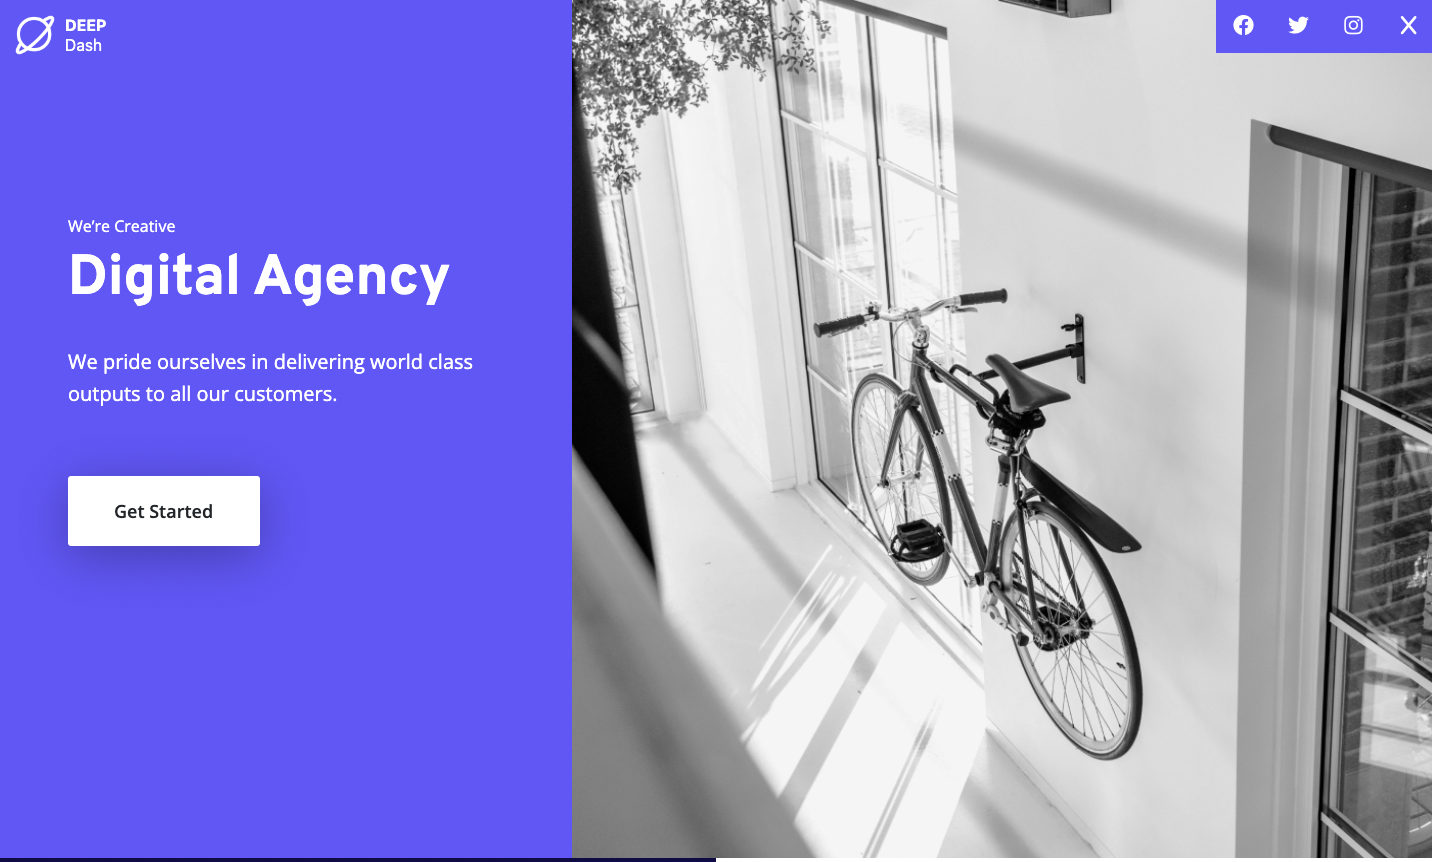 DEEP
Dash
We're Creative
Digital Agency
We pride ourselves in delivering world class
outputs to all our customers.
Get Started